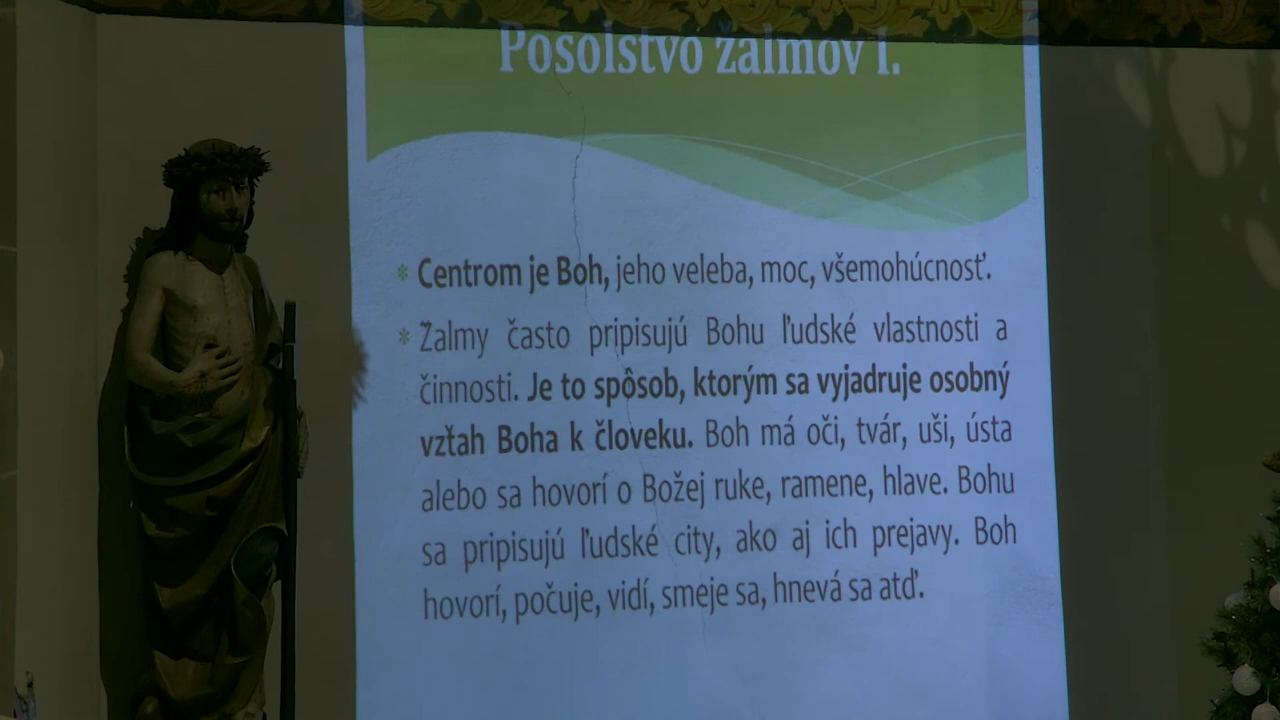 Posolstvo žalmov I.
* Centrom je Boh, jeho veleba, moc, všemohúcnosť.
* Žalmy často pripisujú Bohu ľudské vlastnosti a
činnosti. Je to spôsob, ktorým sa vyjadruje osobný
vzťah Boha k človeku. Boh má oči, tvár, uši, ústa
alebo sa hovorí o Božej ruke, ramene, hlave. Bohu
sa pripisujú ľudské city, ako aj ich prejavy. Boh
hovorí, počuje, vidí, smeje sa, hnevá sa atď.